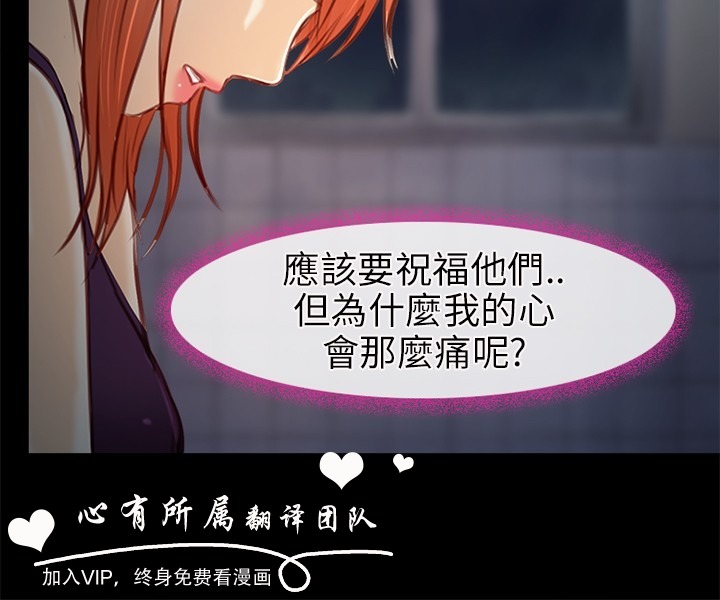 應該要祝福他們..
但為什麼我的心
會那麼痛呢?
心有所属翻译团队
加入VIP，终身免费看漫画